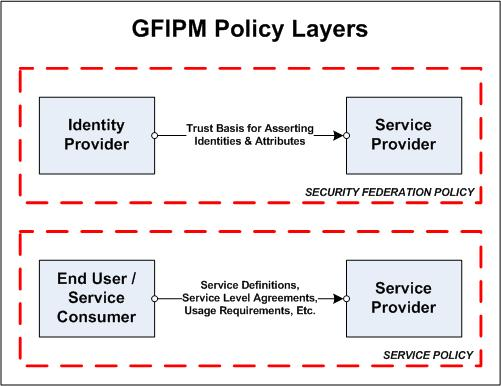 GFIPM Policy Layers
Identity
Provider
Trust Basis for Asserting
Identities & Attributes
Service
Provider
SECURITY FEDERATION POLICY
End User /
Service
Consumer
Service Definitions,
Service Level Agreements,
Usage Requirements, Etc.
Service
Provider
SERVICE POLICY